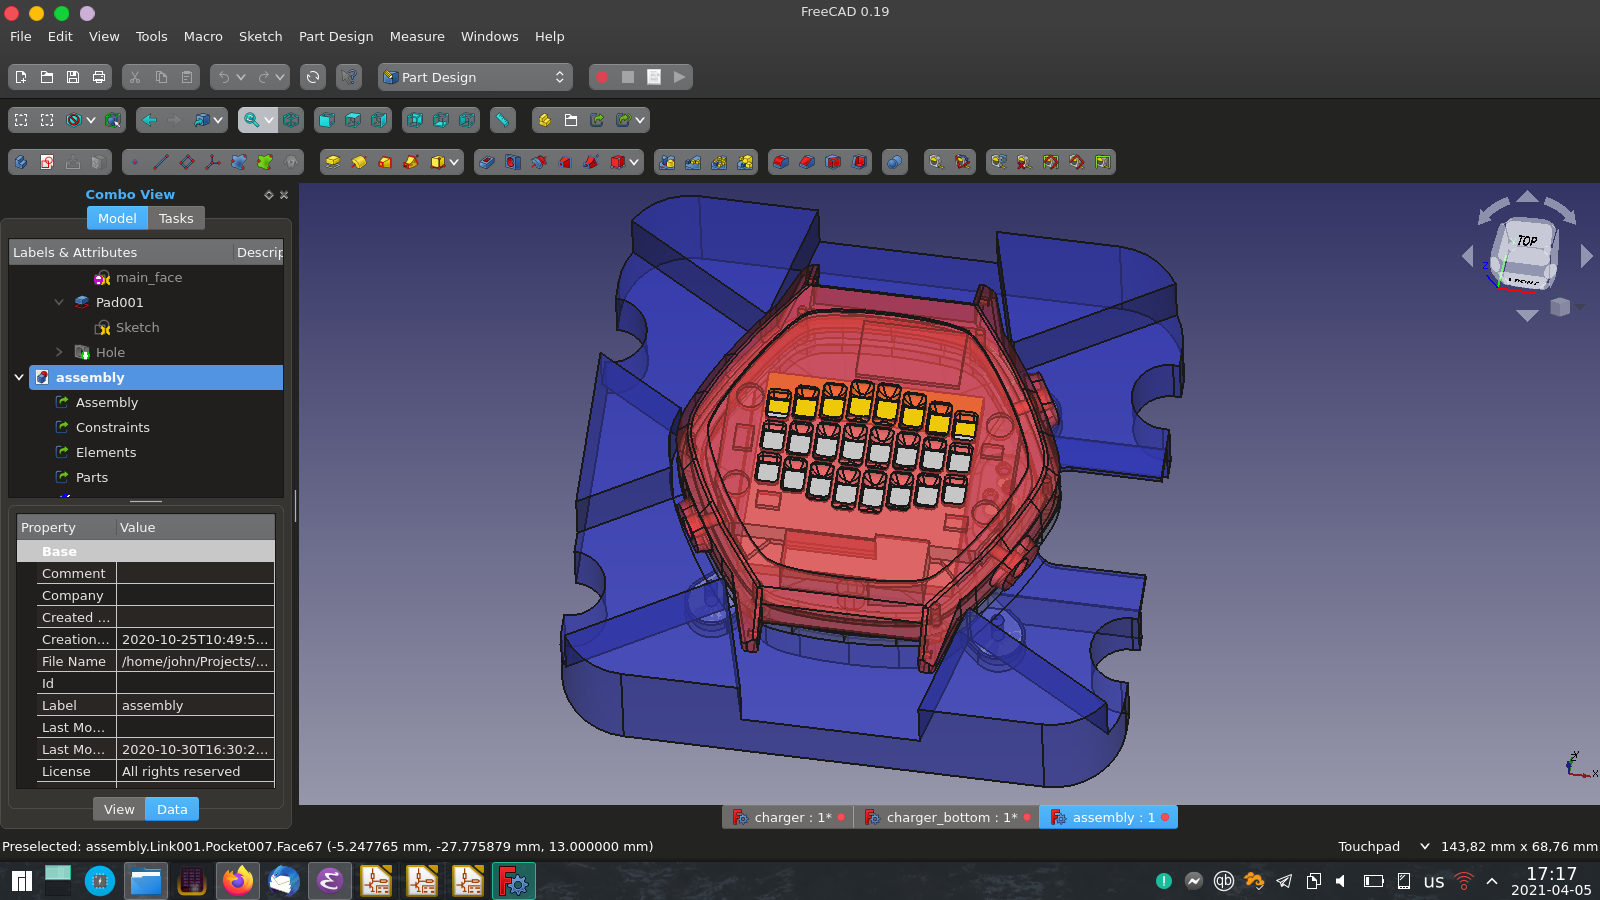 FreeCAD 0.19
File Edit View Tools Macro Sketch Part Design Measure Windows Help
Part Design
Combo View
Model Tasks
Labels & Attributes Descrip
main_face
Pad001
Sketch
Hole
assembly
Assembly
Constraints
Elements
Parts
Property Value
Base
Comment
Company
Created ...
Creation... 2020-10-25T10:49:5...
File Name /home/john/Projects/...
Id
Label assembly
Last Mo...
Last Mo... 2020-10-30T16:30:2...
License All rights reserved
View Data
TOP
Z
Z
Y
X
charger : 1* charger_bottom : 1* assembly : 1
Preselected: assembly.Link001.Pocket007.Face67 (-5.247765 mm, -27.775879 mm, 13.000000 mm)
Touchpad 143,82 mm x 68,76 mm
us 17:17
2021-04-05